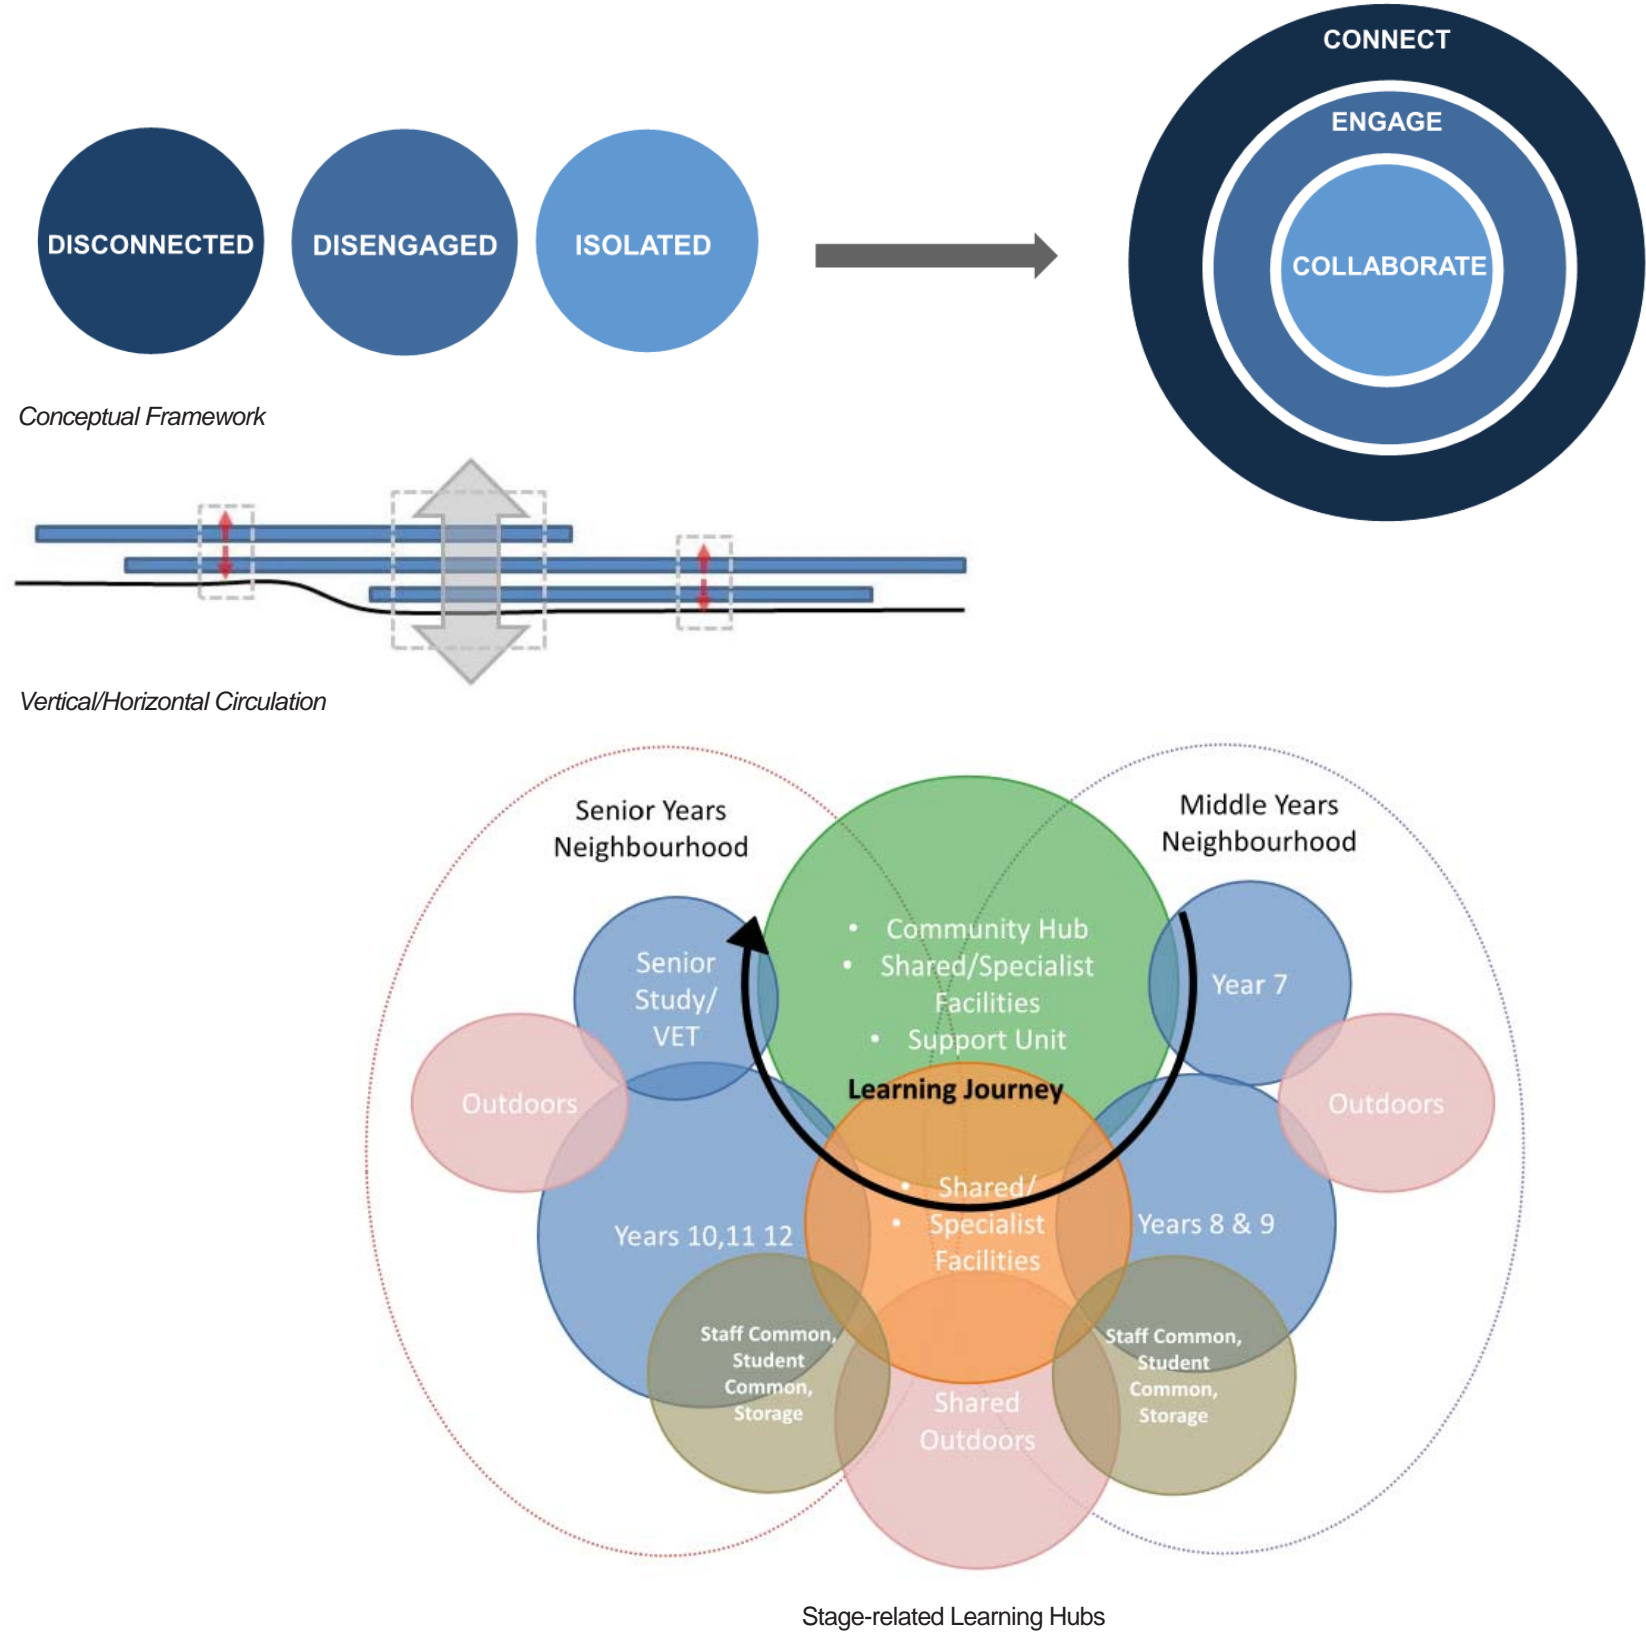 CONNECT
ENGAGE
COLLABORATE
DISCONNECTED
DISENGAGED
ISOLATED
Conceptual Framework
Vertical/Horizontal Circulation
Senior Years
Neighbourhood
Middle Years
Neighbourhood
• Community Hub
• Shared/Specialist
Facilities
• Support Unit
Senior
Study/
VET
Year 7
Learning Journey
Outdoors
Outdoors
• Shared/
• Specialist
Facilities
Years 10,11 12
Years 8 & 9
Staff Common,
Student
Common,
Storage
Staff Common,
Student
Common,
Storage
Shared
Outdoors
Stage-related Learning Hubs